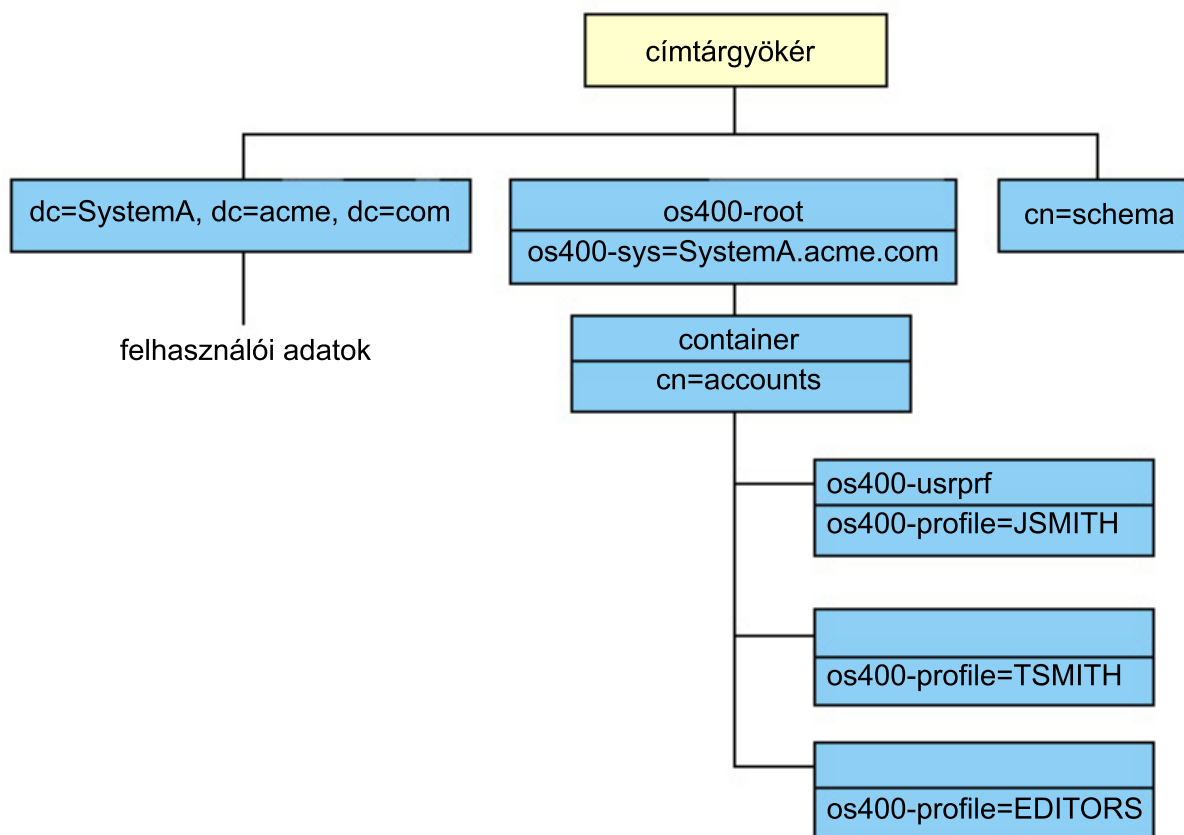 címtárgyökér
dc=SystemA, dc=acme, dc=com
os400-root
os400-sys=SystemA.acme.com
cn=schema
felhasználói adatok
container
cn=accounts
os400-usrprf
os400-profile=JSMITH
os400-profile=TSMITH
os400-profile=EDITORS